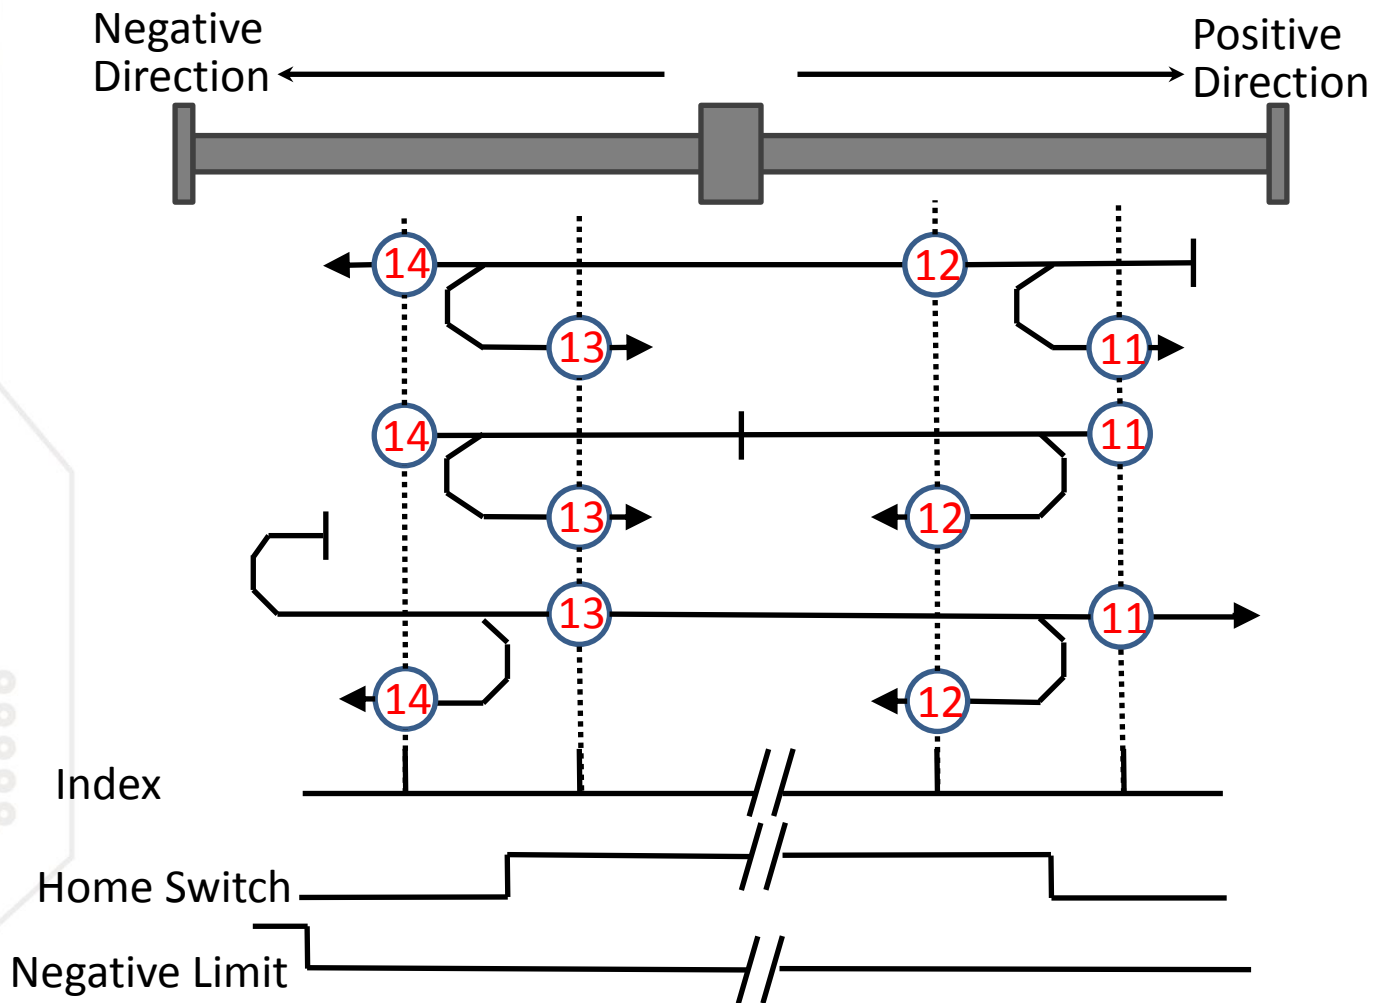 Negative
Direction
Positive
Direction
14
12
13
11
14
11
13
12
13
11
14
12
Index
Home Switch
Negative Limit